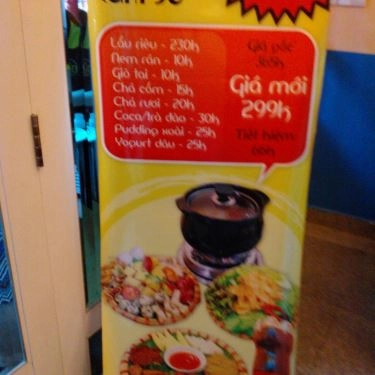 Lẩu riêu - 230k
Nem rán - 10k
Giò tai - 10k
Chả cốm - 15k
Chả rươi - 20k
Coca/trà đào - 30k
Pudding xoài - 25k
Yogurt dâu - 25k
Giá gốc
365k
Giá mới
299k
Tiết kiệm
66k